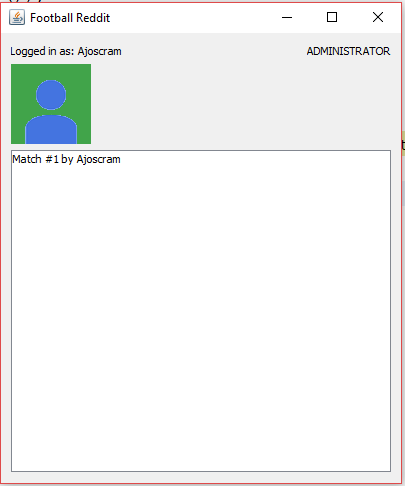 Football Reddit
Logged in as: Ajoscram
ADMINISTRATOR
Match #1 by Ajoscram